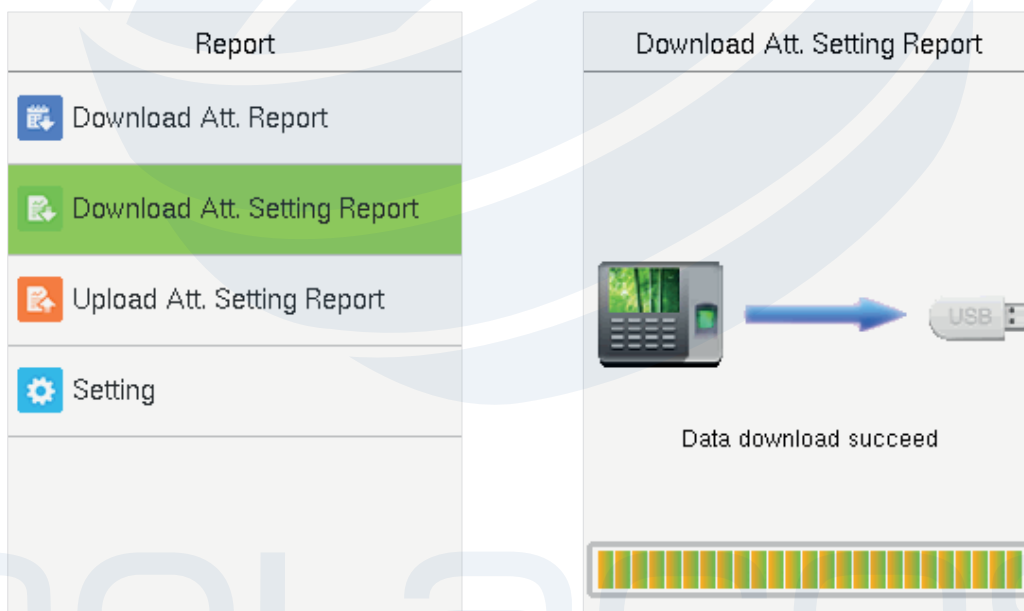 Report
Download Att. Report
Download Att. Setting Report
Upload Att. Setting Report
Setting
Download Att. Setting Report
USB
Data download succeed